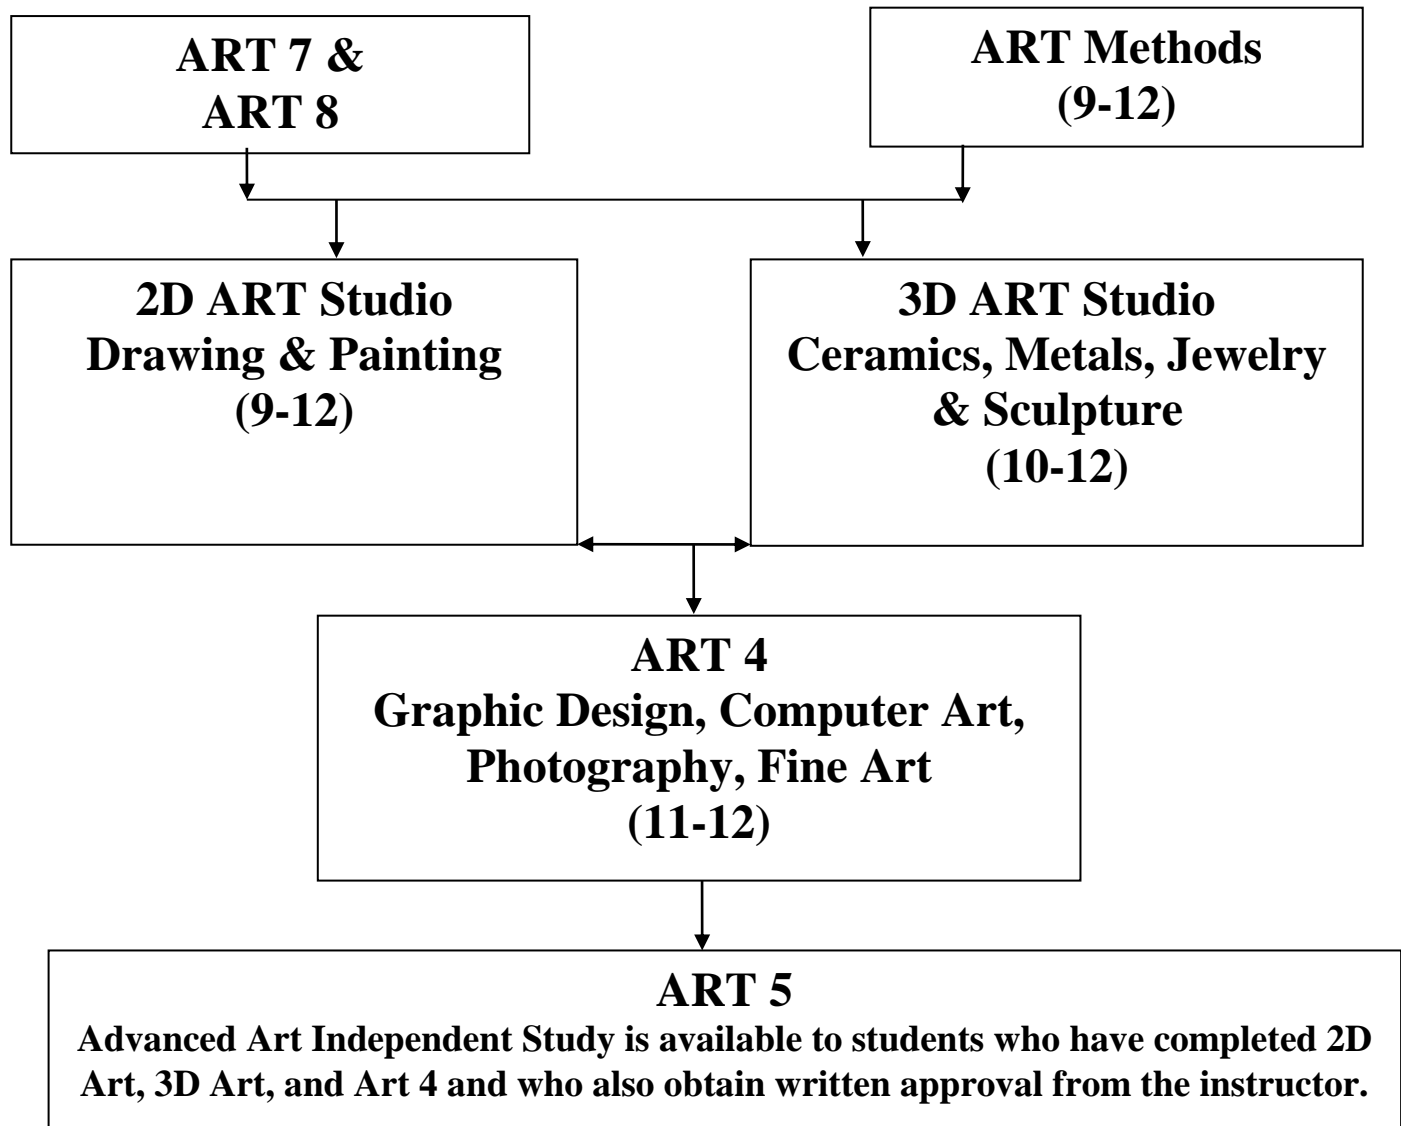 ART 7 &
ART 8
ART Methods
(9-12)
2D ART Studio
Drawing & Painting
(9-12)
3D ART Studio
Ceramics, Metals, Jewelry
& Sculpture
(10-12)
ART 4
Graphic Design, Computer Art,
Photography, Fine Art
(11-12)
ART 5
Advanced Art Independent Study is available to students who have completed 2D
Art, 3D Art, and Art 4 and who also obtain written approval from the instructor.